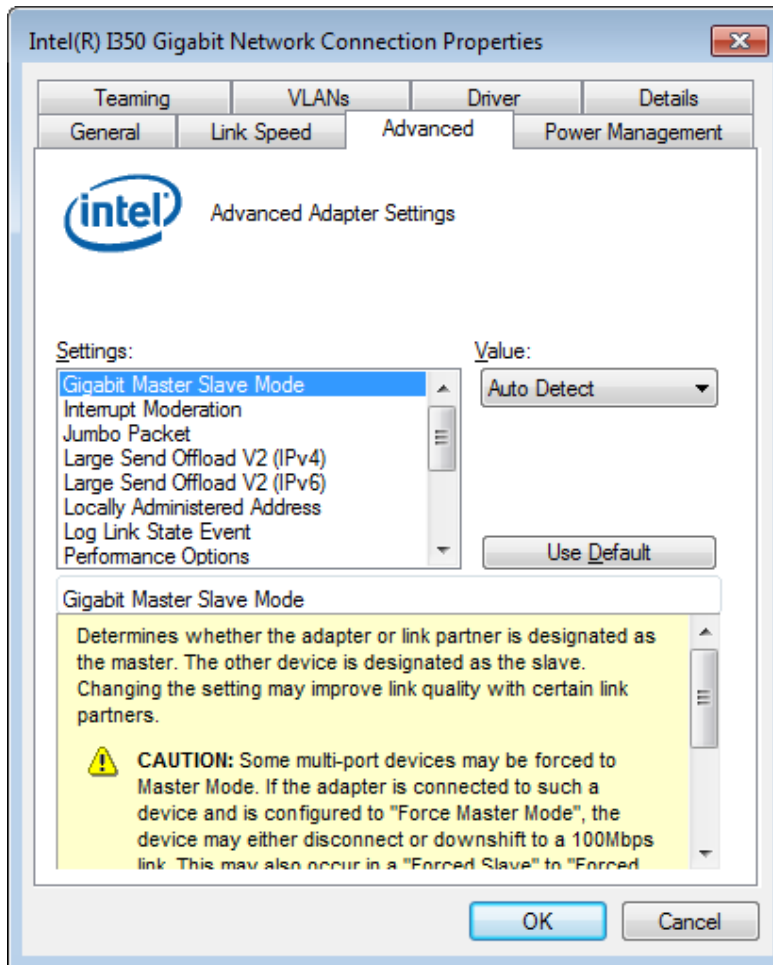 Intel(R) I350 Gigabit Network Connection Properties
Teaming VLANs Driver Details
General Link Speed Advanced Power Management
intel Advanced Adapter Settings
Settings: Value:
Gigabit Master Slave Mode Auto Detect
Interrupt Moderation
Jumbo Packet
Large Send Offload V2 (IPv4)
Large Send Offload V2 (IPv6)
Locally Administered Address
Log Link State Event
Performance Options Use Default
Gigabit Master Slave Mode
Determines whether the adapter or link partner is designated as
the master. The other device is designated as the slave.
Changing the setting may improve link quality with certain link
partners.
CAUTION: Some multi-port devices may be forced to
Master Mode. If the adapter is connected to such a
device and is configured to "Force Master Mode", the
device may either disconnect or downshift to a 100Mbps
link. This may also occur in a "Forced Slave" to "Forced
OK Cancel